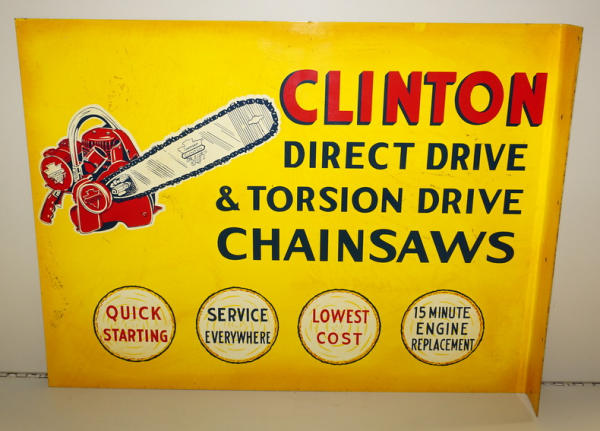 CLINTON
DIRECT DRIVE
& TORSION DRIVE
CHAINSAWS
QUICK
STARTING
SERVICE
EVERYWHERE
LOWEST
COST
15 MINUTE
ENGINE
REPLACEMENT